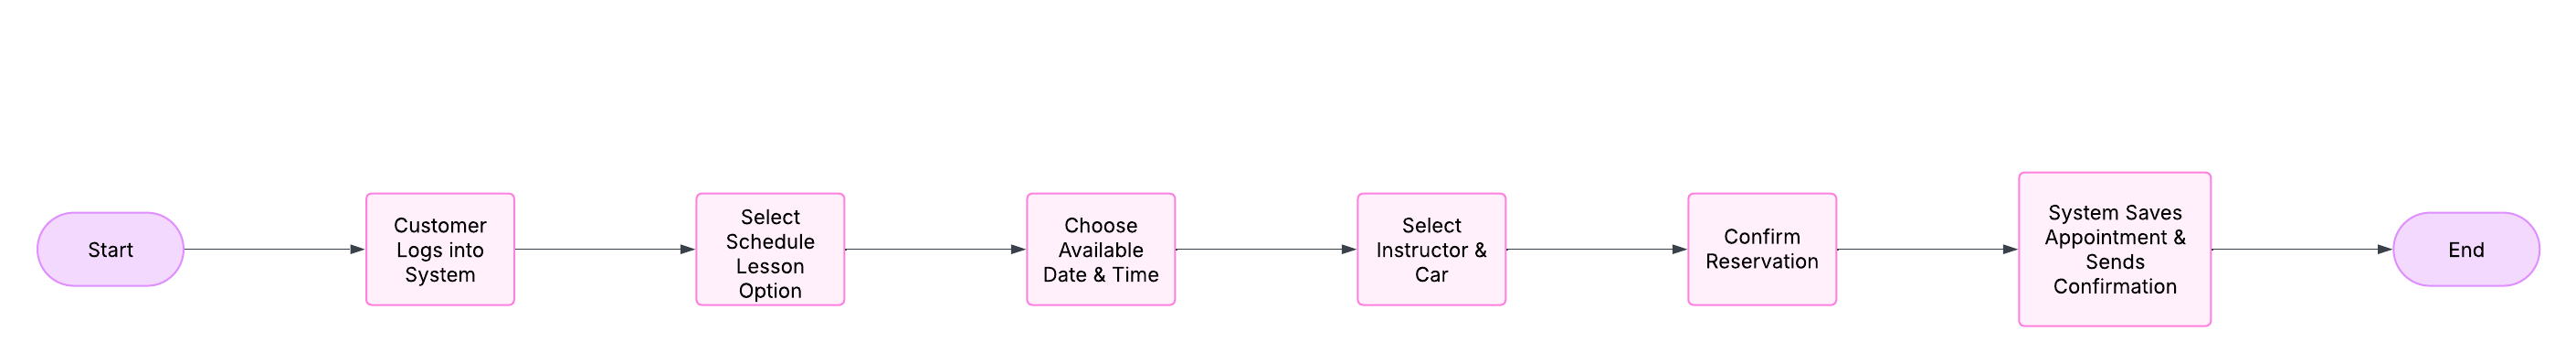 Start
Customer
Logs into
System
Select
Schedule
Lesson
Option
Choose
Available
Date & Time
Select
Instructor &
Car
Confirm
Reservation
System Saves
Appointment &
Sends
Confirmation
End